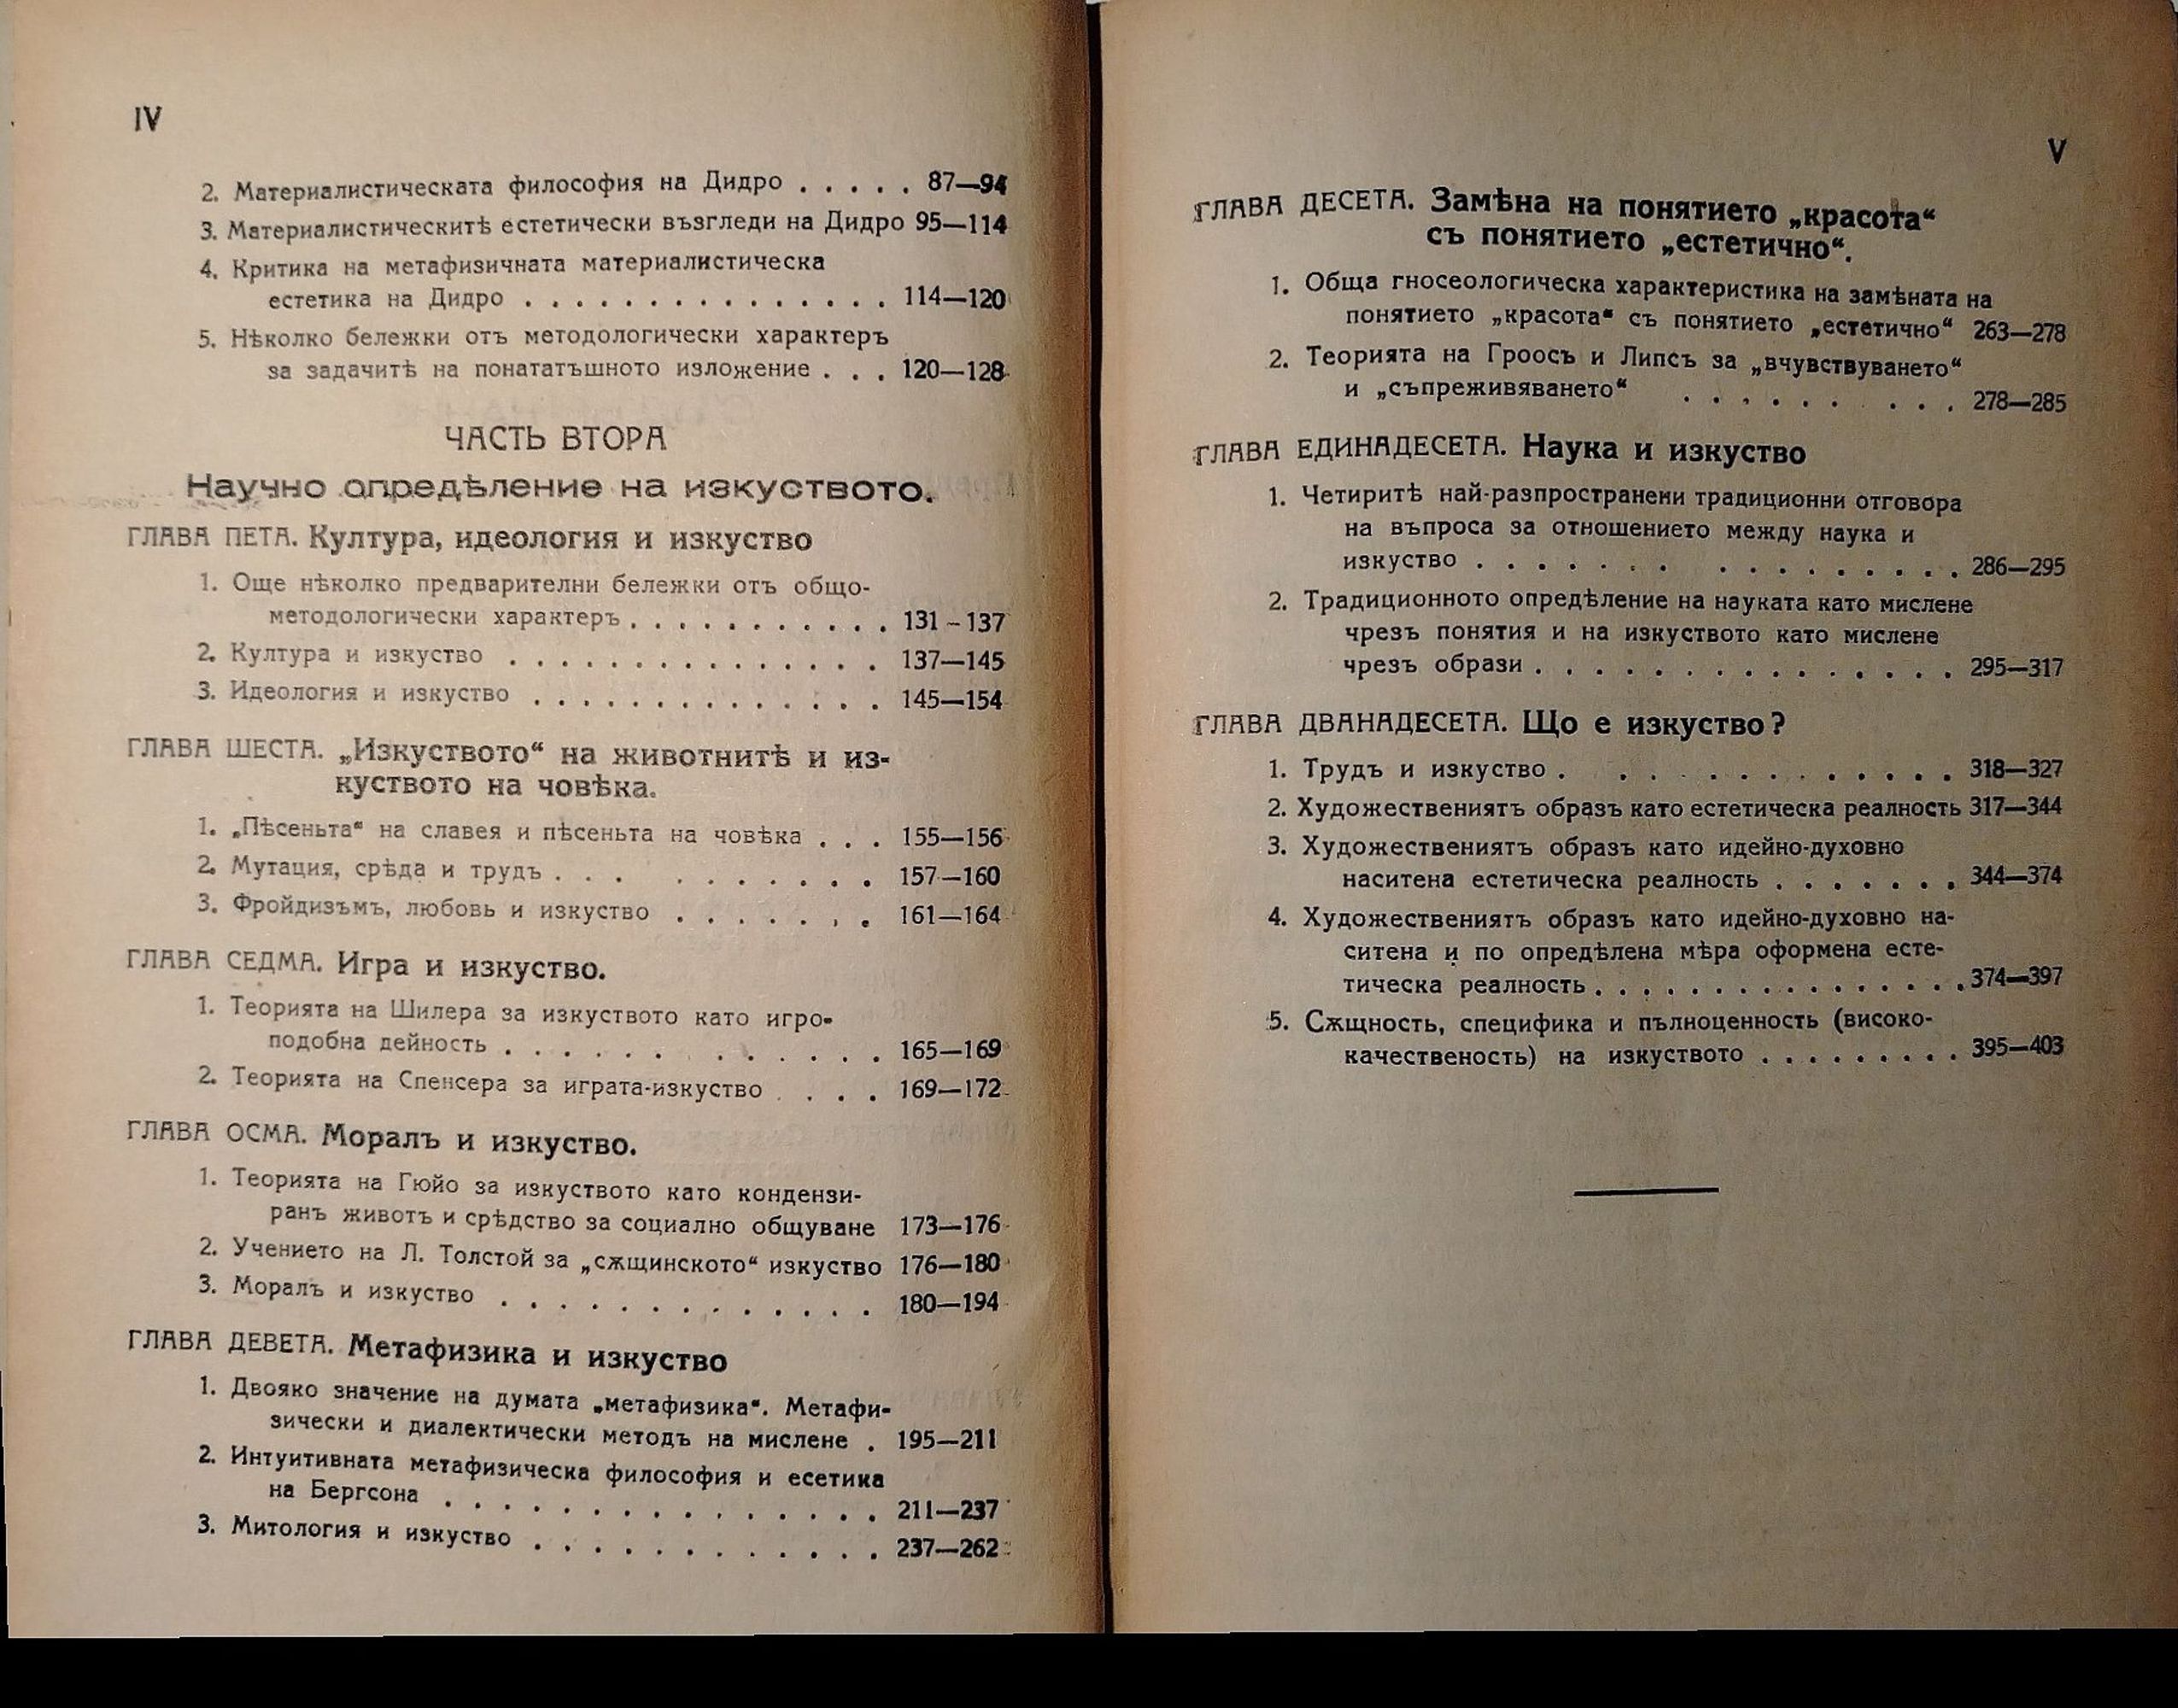 IV
2. Материалистическата философия на Дидро . . . . . 87—94
3. Материалистическитѣ естетически възгледи на Дидро 95—114
4. Критика на метафизичната материалистическа
естетика на Дидро . . . . . . . . . . . . . . . 114—120
5. Нѣколко бележки отъ методологически характеръ
за задачитѣ на понататъшното изложение . . . 120—128
ЧАСТЬ ВТОРА
Научно опредѣление на изкуството.
ГЛАВА ПЕТА. Култура, идеология и изкуство
1. Още нѣколко предварителни бележки отъ общо-
методологически характеръ . . . . . . . . . . . 131–137
2. Култура и изкуство . . . . . . . . . . . . . . . 137—145
3. Идеология и изкуство . . . . . . . . . . . . . . 145—154
ГЛАВА ШЕСТА. „Изкуството“ на животнитѣ и из-
куството на човѣка.
1. „Пѣсеньта“ на славея и пѣсеньта на човѣка . . . 155—156
2. Мутация, срѣда и трудъ . . . . . . . . . . 157—160
3. Фройдизъмъ, любовь и изкуство . . . . . . . 161—164
ГЛАВА СЕДМА. Игра и изкуство.
1. Теорията на Шилера за изкуството като игро-
подобна дейность . . . . . . . . . . . . 165—169
2. Теорията на Спенсера за играта-изкуство . . . . 169—172
ГЛАВА ОСМА. Моралъ и изкуство.
1. Теорията на Гюйо за изкуството като кондензи-
ранъ животъ и срѣдство за социално общуване 173—176
2. Учението на Л. Толстой за „сѫщинското“ изкуство 176—180
3. Моралъ и изкуство . . . . . . . . . . . . . 180—194
ГЛАВА ДЕВЕТА. Метафизика и изкуство
1. Двояко значение на думата „метафизика“. Метафи-
зически и диалектически методъ на мислене . 195—211
2. Интуитивната метафизическа философия и есетика
на Бергсона . . . . . . . . . . . . . . . 211—237
3. Митология и изкуство . . . . . . . . . . . . 237—262
V
ГЛАВА ДЕСЕТА. Замѣна на понятието „красота“
съ понятието „естетично“.
1. Обща гносеологическа характеристика на замѣната на
понятието „красота“ съ понятието „естетично“ 263—278
2. Теорията на Гроосъ и Липсъ за „вчувствуването“
и „съпреживяването“ . . . . . . . . . 278—285
ГЛАВА ЕДИНАДЕСЕТА. Наука и изкуство
1. Четиритѣ най-разпространени традиционни отговора
на въпроса за отношението между наука и
изкуство . . . . . . . . . . . . . . . . 286—295
2. Традиционното опредѣление на науката като мислене
чрезъ понятия и на изкуството като мислене
чрезъ образи . . . . . . . . . . . . . . . 295—317
ГЛАВА ДВАНАДЕСЕТА. Що е изкуство?
1. Трудъ и изкуство . . . . . . . . . . . . . 318—327
2. Художествениятъ образъ като естетическа реалность 317—344
3. Художествениятъ образъ като идейно-духовно
наситена естетическа реалность . . . . . . . 344—374
4. Художествениятъ образъ като идейно-духовно на-
ситена и по опредѣлена мѣра оформена есте-
тическа реалность . . . . . . . . . . . . . . . . 374—397
5. Сѫщность, специфика и пълноценность (високо-
качественость) на изкуството . . . . . . . . . 395—403